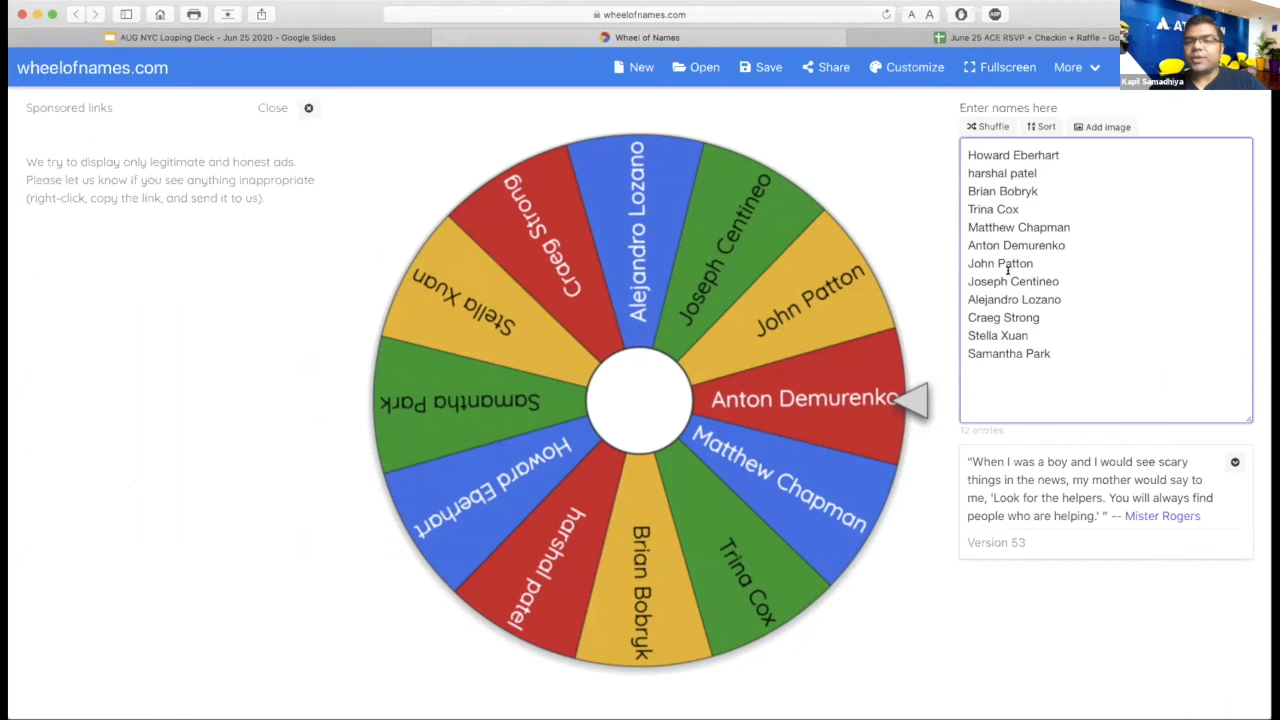 wheelofnames.com
AUG NYC Looping Deck - Jun 25 2020 - Google Slides
Wheel of Names
June 25 ACE RSVP + Checkin + Raffle - Go
A A
ABP
Kapil Samadhiya
wheelofnames.com
New
Open
Save
Share
Customize
Fullscreen
More
Sponsored links
Close
We try to display only legitimate and honest ads.
Please let us know if you see anything inappropriate
(right-click, copy the link, and send it to us).
Alejandro Lozano
Joseph Centineo
John Patton
Anton Demurenko
Matthew Chapman
Trina Cox
Brian Bobryk
harshal patel
Howard Eberhart
Samantha Park
Stella Xuan
Craeg Strong
Enter names here
Shuffle
Sort
Add image
Howard Eberhart
harshal patel
Brian Bobryk
Trina Cox
Matthew Chapman
Anton Demurenko
John Patton
Joseph Centineo
Alejandro Lozano
Craeg Strong
Stella Xuan
Samantha Park
12 entries
“When I was a boy and I would see scary
things in the news, my mother would say to
me, 'Look for the helpers. You will always find
people who are helping.' ” -- Mister Rogers
Version 53